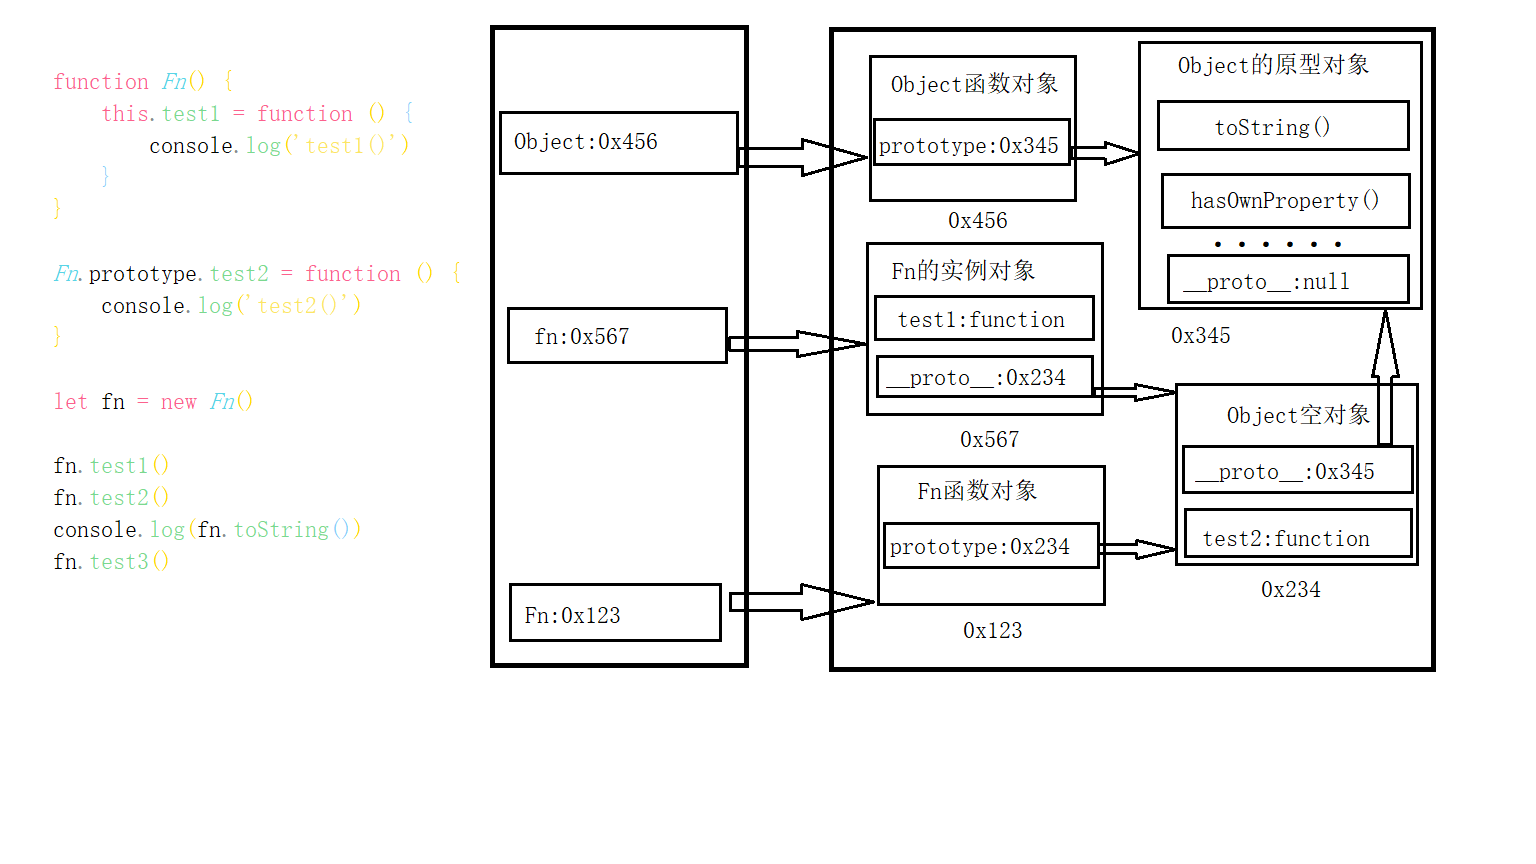 function Fn() {
    this.test1 = function () {
        console.log('test1()')
    }
}
Fn.prototype.test2 = function () {
    console.log('test2()')
}
let fn = new Fn()
fn.test1()
fn.test2()
console.log(fn.toString())
fn.test3()
Object:0x456
fn:0x567
Fn:0x123
Object函数对象
prototype:0x345
0x456
Fn的实例对象
test1:function
__proto__:0x234
0x567
Fn函数对象
prototype:0x234
0x123
Object的原型对象
toString()
hasOwnProperty()
......
__proto__:null
0x345
Object空对象
__proto__:0x345
test2:function
0x234